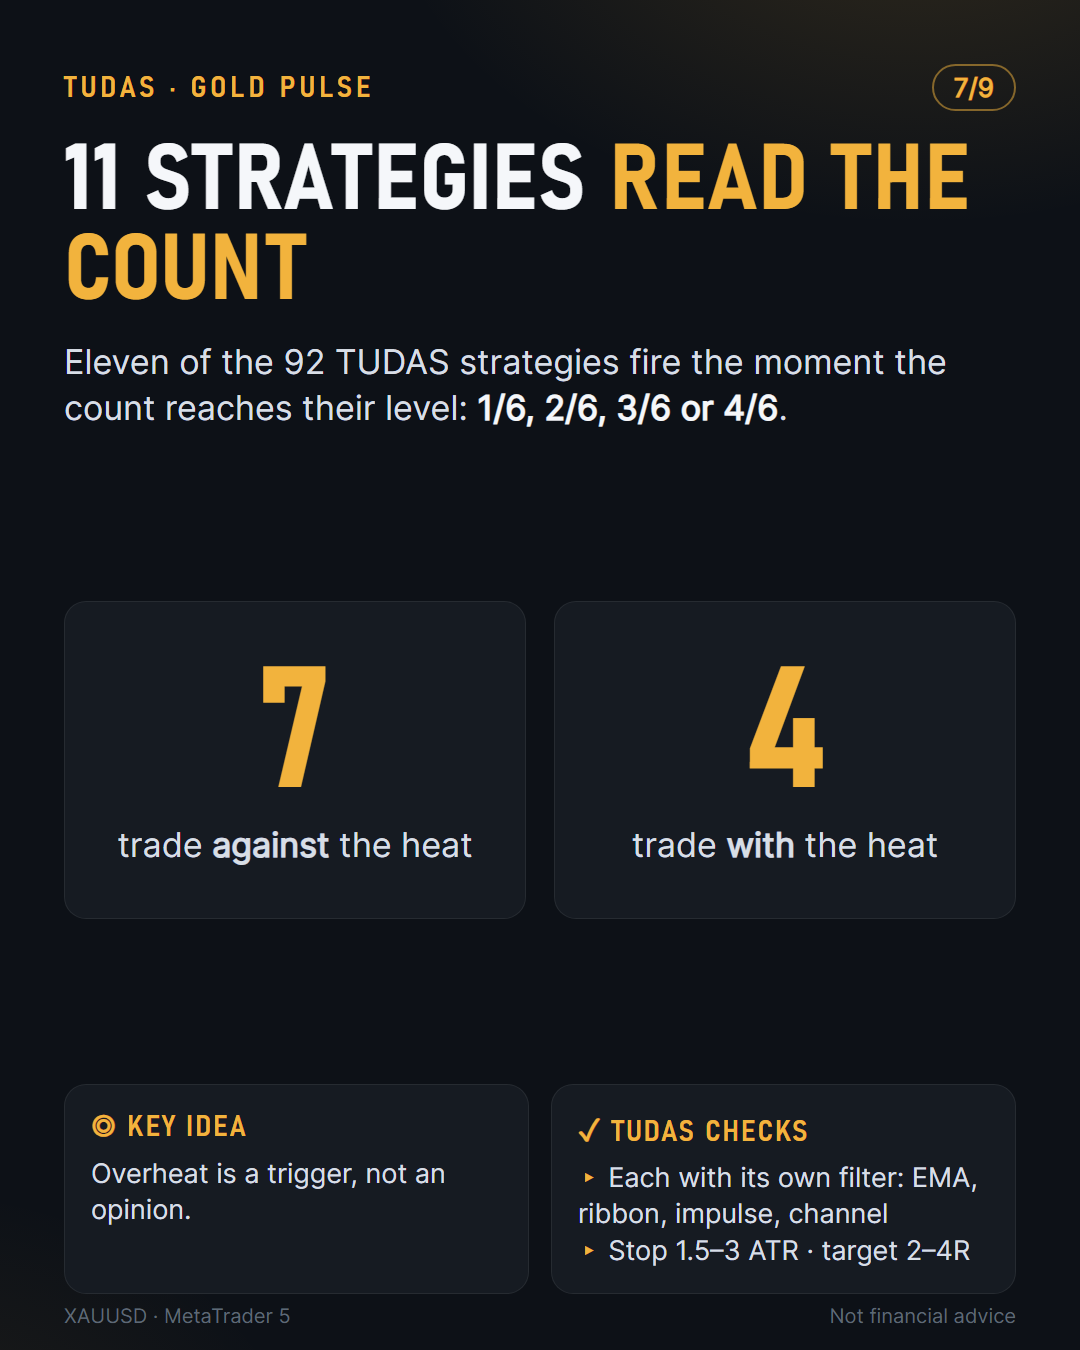 TUDAS · GOLD PULSE
7/9
11 STRATEGIES READ THE
COUNT
Eleven of the 92 TUDAS strategies fire the moment the
count reaches their level: 1/6, 2/6, 3/6 or 4/6.
7
trade against the heat
4
trade with the heat
◎ KEY IDEA
Overheat is a trigger, not an
opinion.
✓ TUDAS CHECKS
▸ Each with its own filter: EMA,
ribbon, impulse, channel
▸ Stop 1.5–3 ATR · target 2–4R
XAUUSD · MetaTrader 5
Not financial advice